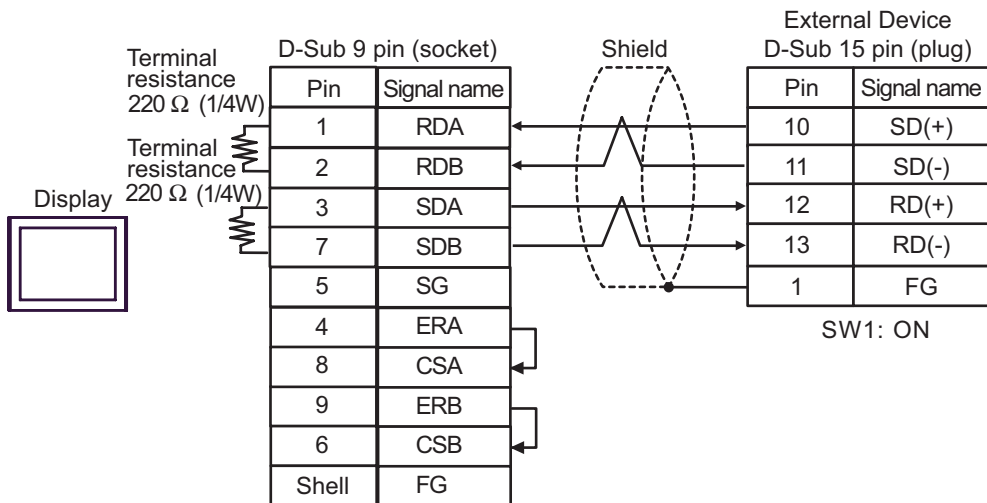 Terminal
resistance
220 Ω (1/4W)
Terminal
resistance
220 Ω (1/4W)
Display
D-Sub 9 pin (socket)
Pin Signal name
1 RDA
2 RDB
3 SDA
7 SDB
5 SG
4 ERA
8 CSA
9 ERB
6 CSB
Shell FG
Shield
External Device
D-Sub 15 pin (plug)
Pin Signal name
10 SD(+)
11 SD(-)
12 RD(+)
13 RD(-)
1 FG
SW1: ON